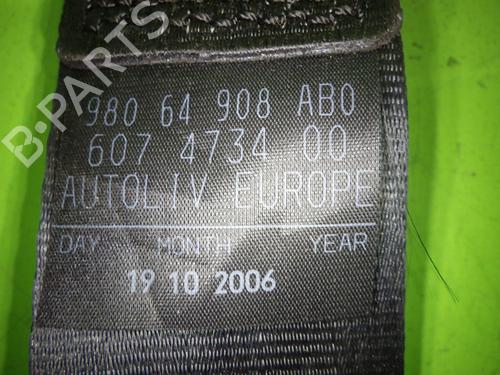 B-PARTS
980 64 908 AB0
607 4734 00
AUTOLIV EUROPE
DAY MONTH YEAR
19 10 2006